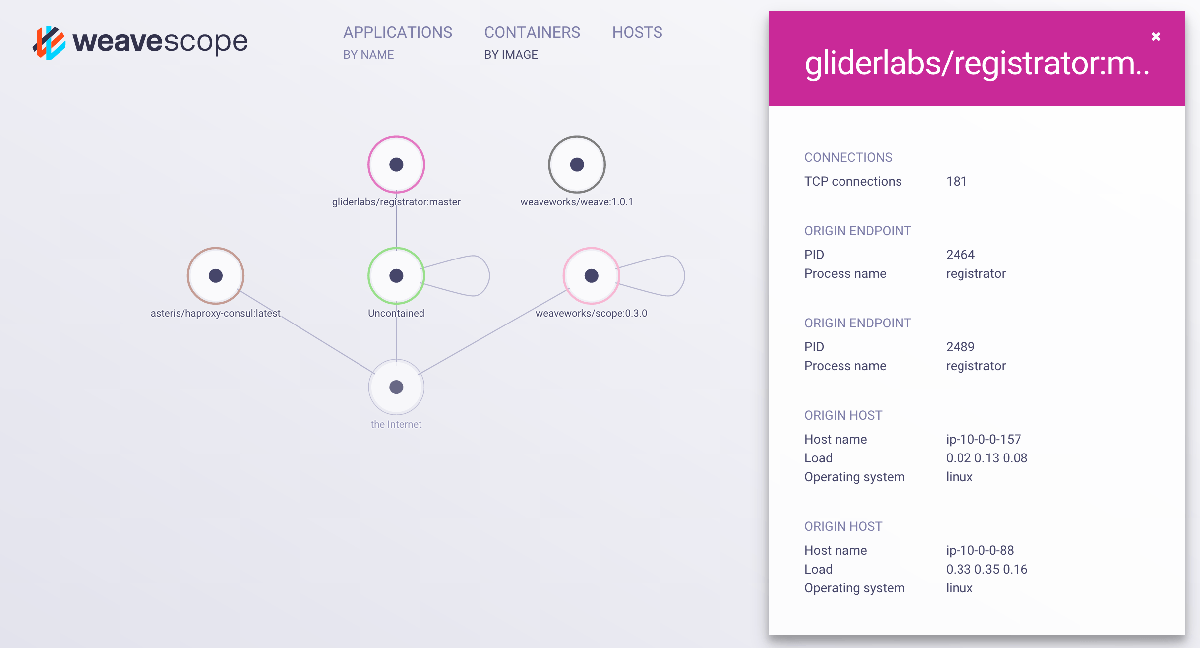 weavescope
APPLICATIONS
BY NAME
CONTAINERS
BY IMAGE
HOSTS
gliderlabs/registrator:master
weaveworks/weave:1.0.1
asteris/haproxy-consul:latest
Uncontained
weaveworks/scope:0.3.0
the Internet
gliderlabs/registrator:m..
CONNECTIONS
TCP connections 181
ORIGIN ENDPOINT
PID 2464
Process name registrator
ORIGIN ENDPOINT
PID 2489
Process name registrator
ORIGIN HOST
Host name ip-10-0-0-157
Load 0.02 0.13 0.08
Operating system linux
ORIGIN HOST
Host name ip-10-0-0-88
Load 0.33 0.35 0.16
Operating system linux